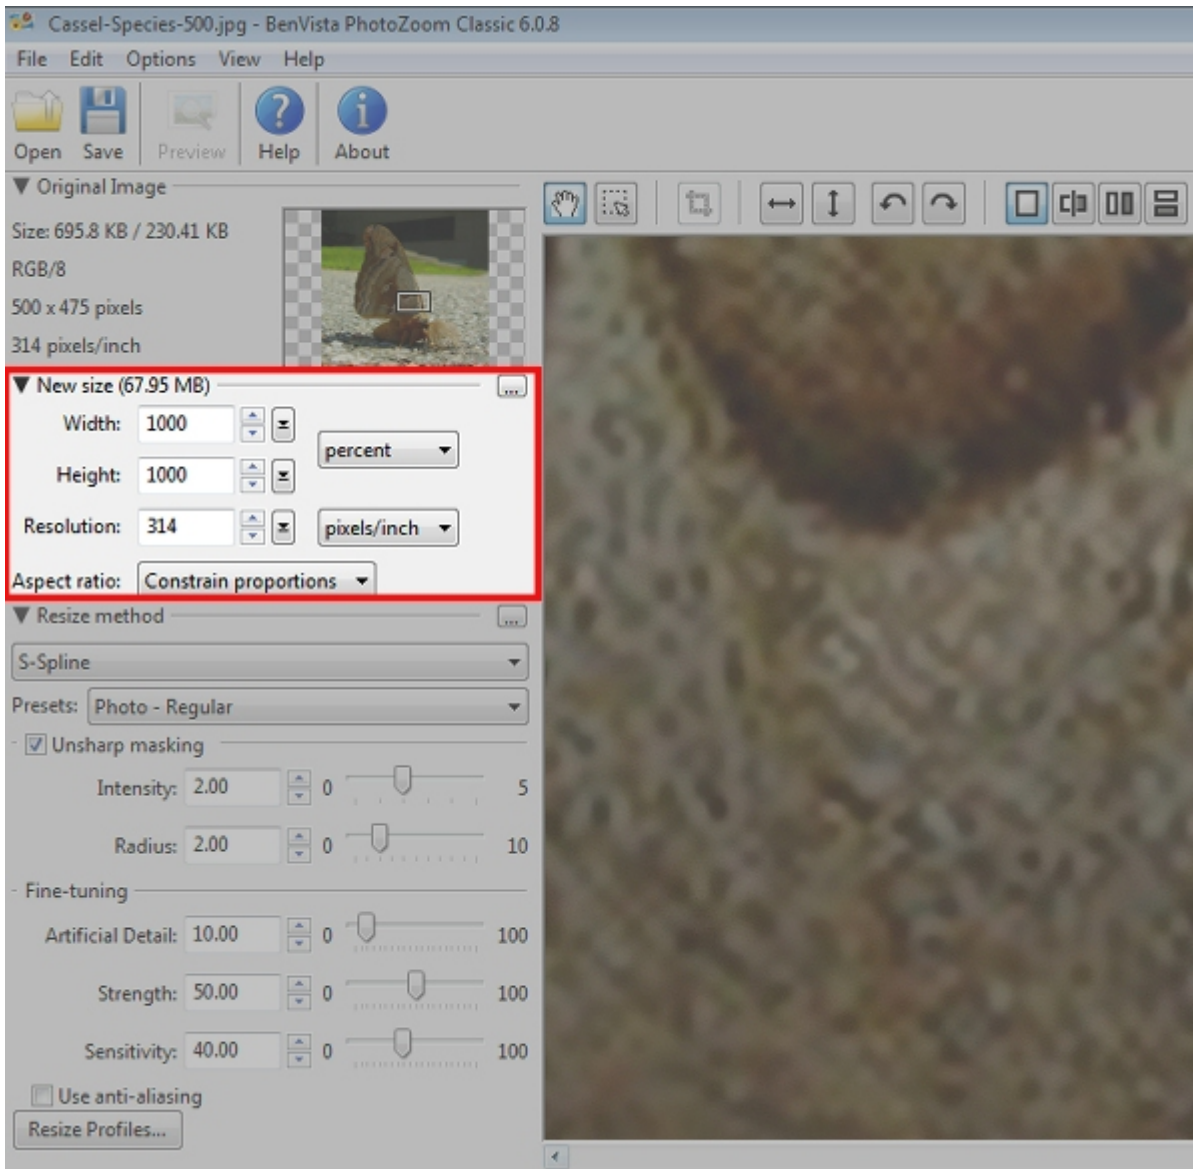 Cassel-Species-500.jpg - BenVista PhotoZoom Classic 6.0.8
File Edit Options View Help
Open Save Preview Help About
Original Image
Size: 695.8 KB / 230.41 KB
RGB/8
500 x 475 pixels
314 pixels/inch
New size (67.95 MB) ...
Width: 1000
percent
Height: 1000
Resolution: 314 pixels/inch
Aspect ratio: Constrain proportions
Resize method ...
S-Spline
Presets: Photo - Regular
Unsharp masking
Intensity: 2.00 0 5
Radius: 2.00 0 10
Fine-tuning
Artificial Detail: 10.00 0 100
Strength: 50.00 0 100
Sensitivity: 40.00 0 100
Use anti-aliasing
Resize Profiles...